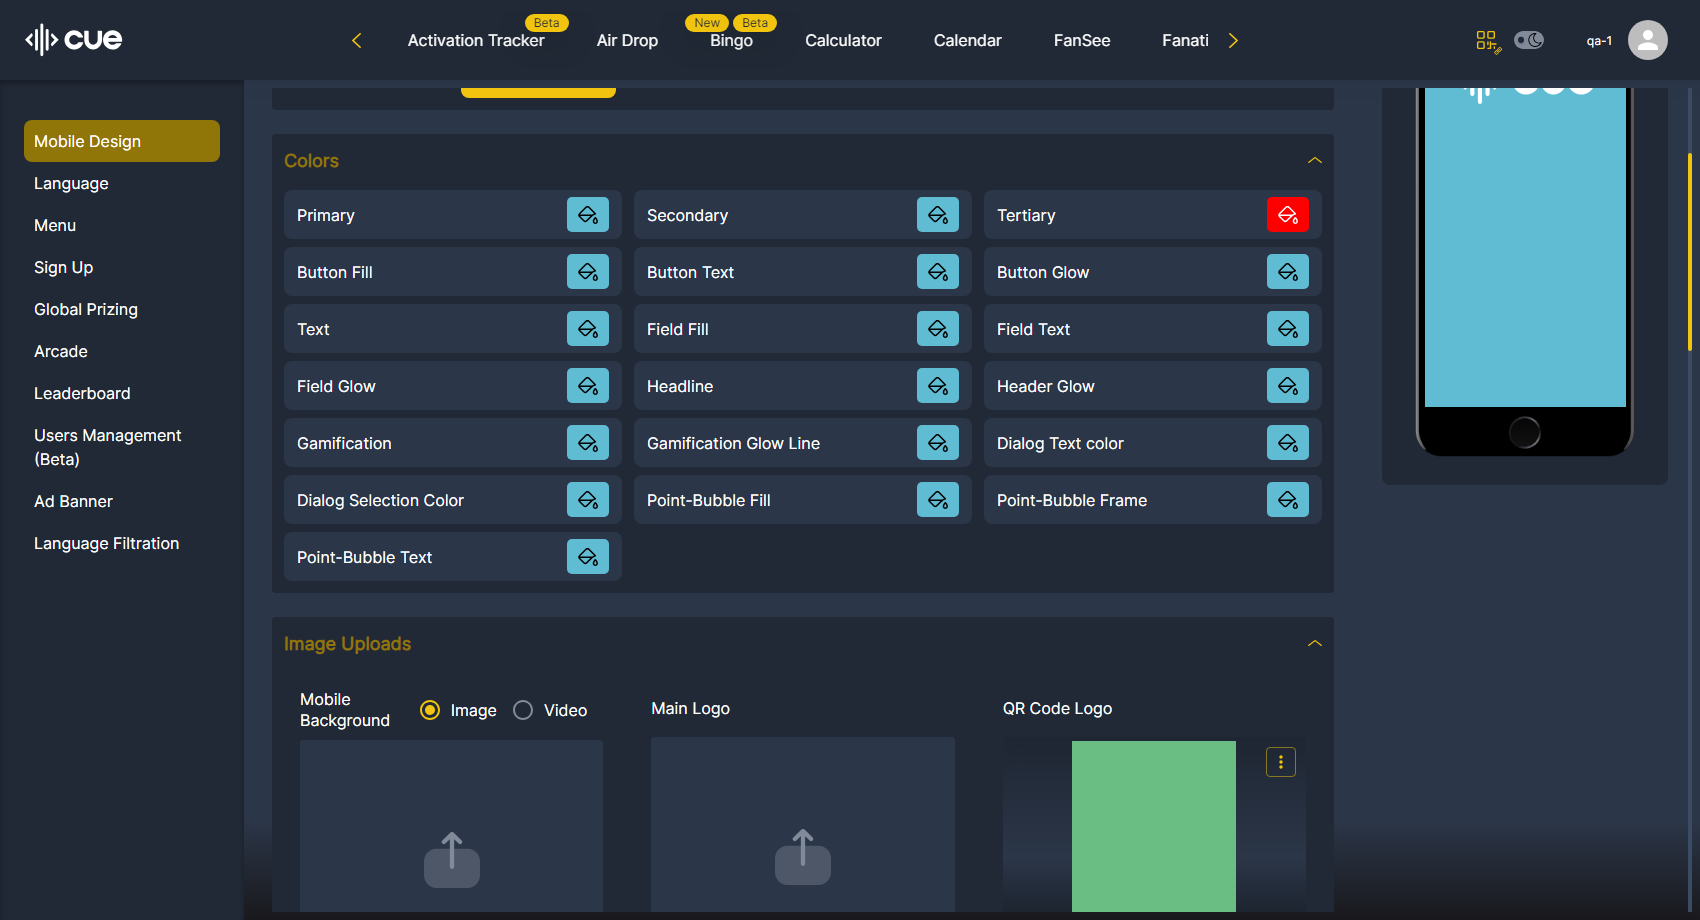 cue
Beta
New
Beta
Activation Tracker
Air Drop
Bingo
Calculator
Calendar
FanSee
Fanati
qa-1
Mobile Design
Language
Menu
Sign Up
Global Prizing
Arcade
Leaderboard
Users Management
(Beta)
Ad Banner
Language Filtration
Colors
Primary
Secondary
Tertiary
Button Fill
Button Text
Button Glow
Text
Field Fill
Field Text
Field Glow
Headline
Header Glow
Gamification
Gamification Glow Line
Dialog Text color
Dialog Selection Color
Point-Bubble Fill
Point-Bubble Frame
Point-Bubble Text
Image Uploads
Mobile
Background
Image
Video
Main Logo
QR Code Logo